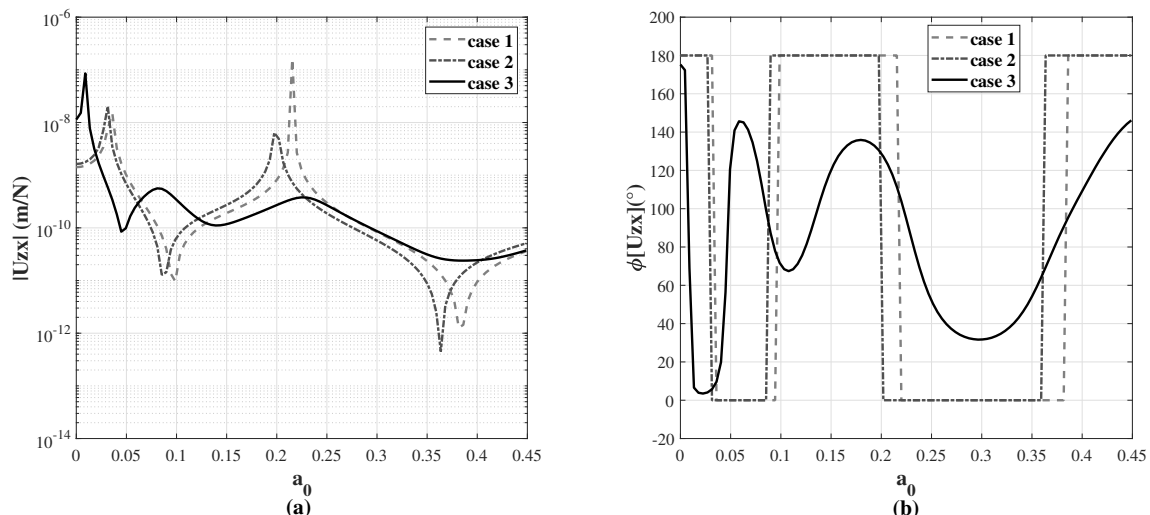 |Uzx| (m/N)
10^-6
10^-8
10^-10
10^-12
10^-14
case 1
case 2
case 3
0 0.05 0.1 0.15 0.2 0.25 0.3 0.35 0.4 0.45
a_0
(a)
ϕ[Uzx](°)
200
180
160
140
120
100
80
60
40
20
0
-20
case 1
case 2
case 3
0 0.05 0.1 0.15 0.2 0.25 0.3 0.35 0.4 0.45
a_0
(b)